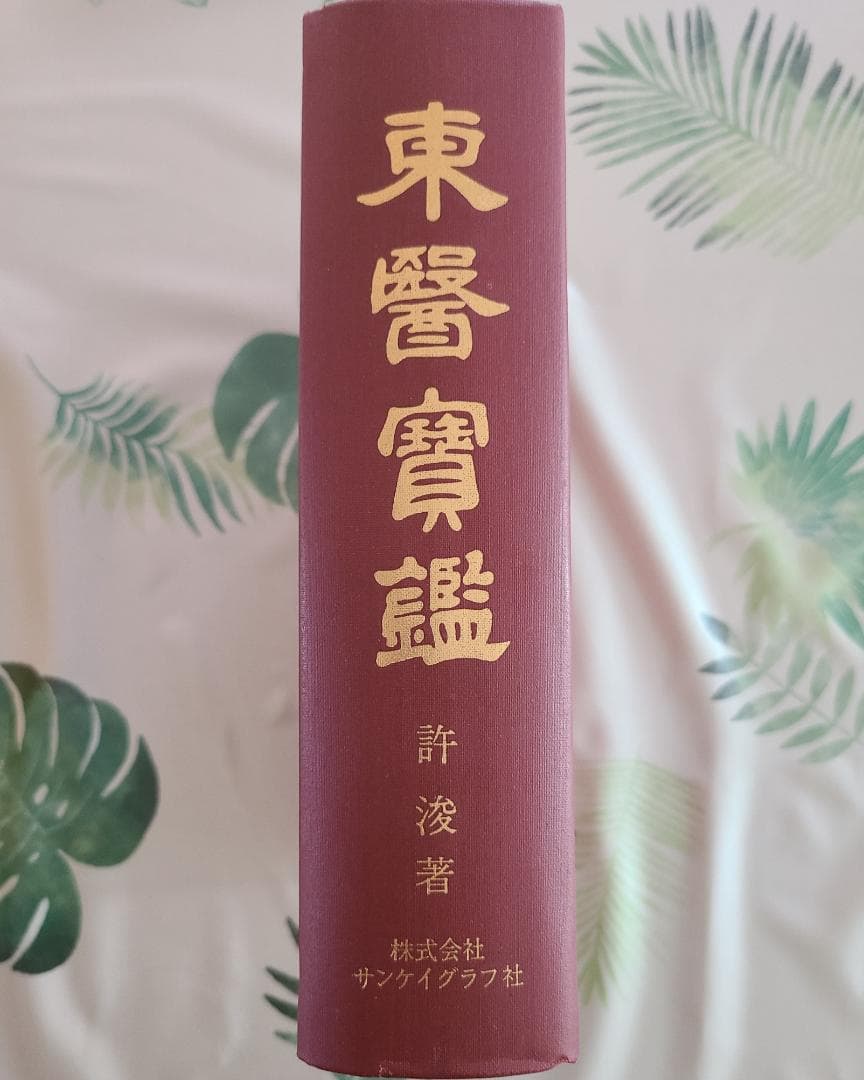 東醫寶鑑
許浚著
株式会社
サンケイグラフ社